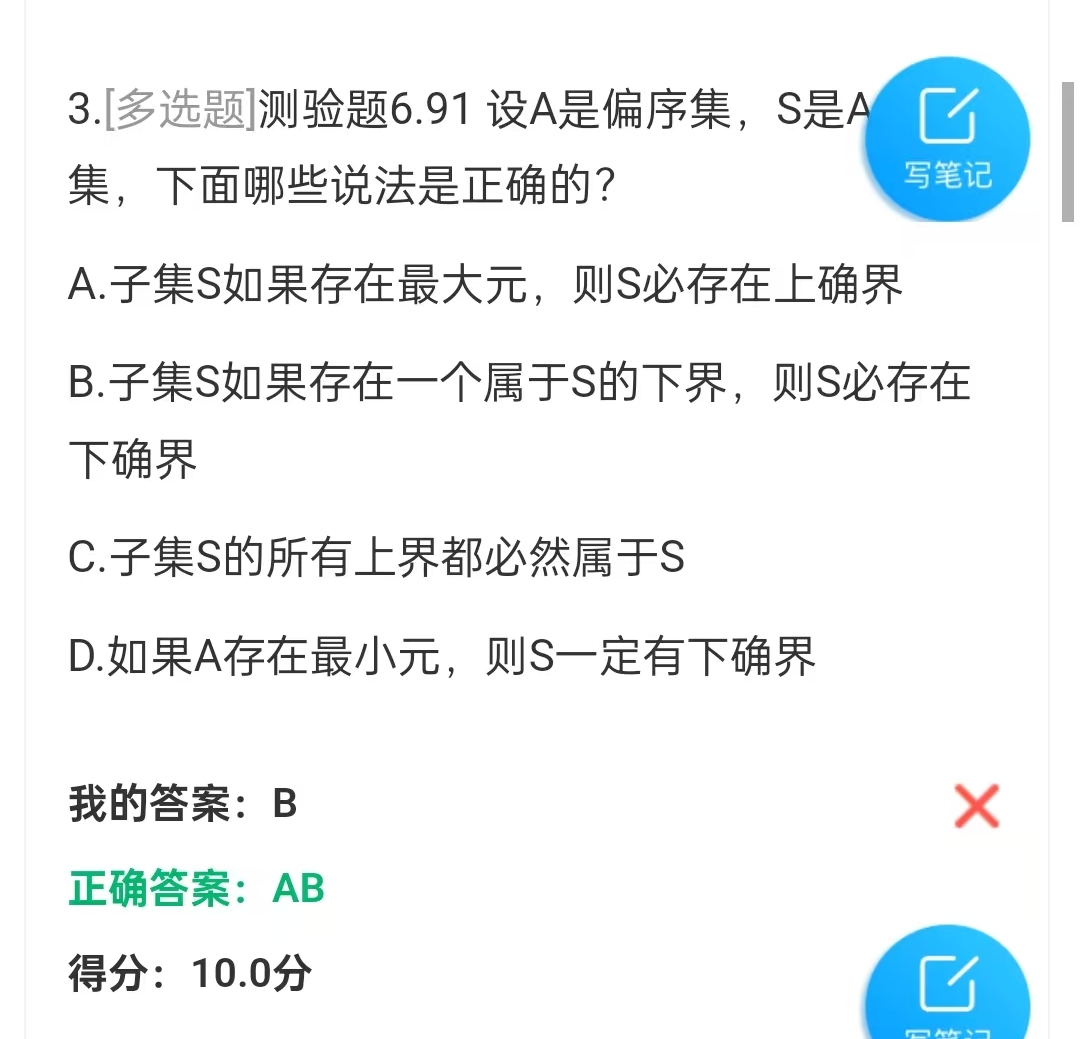 3.[多选题]测验题6.91 设A是偏序集，S是A
写笔记
集，下面哪些说法是正确的？
A.子集S如果存在最大元，则S必存在上确界
B.子集S如果存在一个属于S的下界，则S必存在
下确界
C.子集S的所有上界都必然属于S
D.如果A存在最小元，则S一定有下确界
我的答案：B
正确答案：AB
得分：10.0分
写笔记